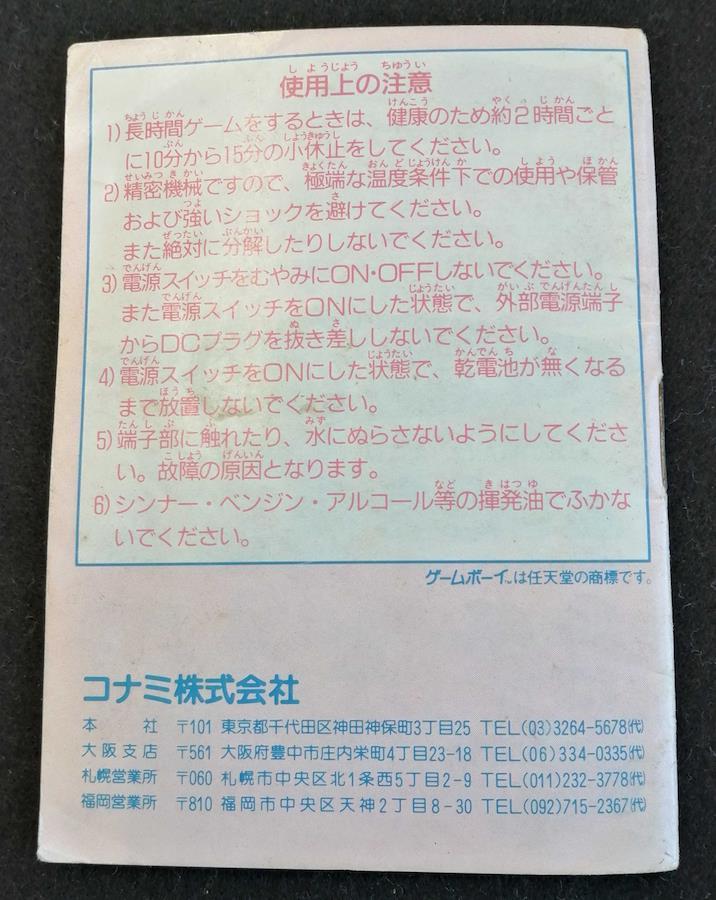 使用上の注意
1)長時間ゲームをするときは、健康のため約2時間ごと
に10分から15分の小休止をしてください。
2)精密機械ですので、極端な温度条件下での使用や保管
および強いショックを避けてください。
また絶対に分解したりしないでください。
3)電源スイッチをむやみにON・OFFしないでください。
また電源スイッチをONにした状態で、外部電源端子
からDCプラグを抜き差ししないでください。
4)電源スイッチをONにした状態で、乾電池が無くなる
まで放置しないでください。
5)端子部に触れたり、水にぬらさないようにしてくださ
い。故障の原因となります。
6)シンナー・ベンジン・アルコール等の揮発油でふかな
いでください。
ゲームボーイ™は任天堂の商標です。
コナミ株式会社
本社 〒101 東京都千代田区神田神保町3丁目25 TEL(03)3264-5678㈹
大阪支店 〒561 大阪府豊中市庄内栄町4丁目23-18 TEL(06)334-0335㈹
札幌営業所 〒060 札幌市中央区北1条西5丁目2-9 TEL(011)232-3778㈹
福岡営業所 〒810 福岡市中央区天神2丁目8-30 TEL(092)715-2367㈹